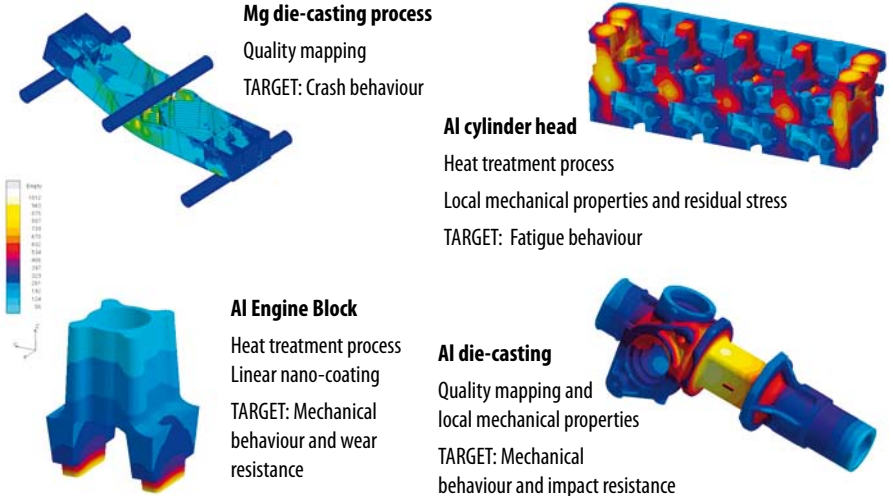 Mg die-casting process
Quality mapping
TARGET: Crash behaviour
Al cylinder head
Heat treatment process
Local mechanical properties and residual stress
TARGET: Fatigue behaviour
Empty
Al Engine Block
Heat treatment process
Linear nano-coating
TARGET: Mechanical
behaviour and wear
resistance
Al die-casting
Quality mapping and
local mechanical properties
TARGET: Mechanical
behaviour and impact resistance